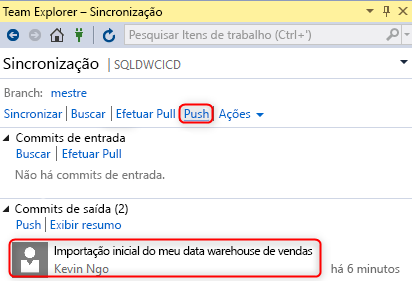 Team Explorer – Sincronização
Pesquisar Itens de trabalho (Ctrl+')
Sincronização | SQLDWCICD
Branch: mestre
Sincronizar | Buscar | Efetuar Pull | Push | Ações
Commits de entrada
Buscar | Efetuar Pull
Não há commits de entrada.
Commits de saída (2)
Push | Exibir resumo
Importação inicial do meu data warehouse de vendas
Kevin Ngo
há 6 minutos